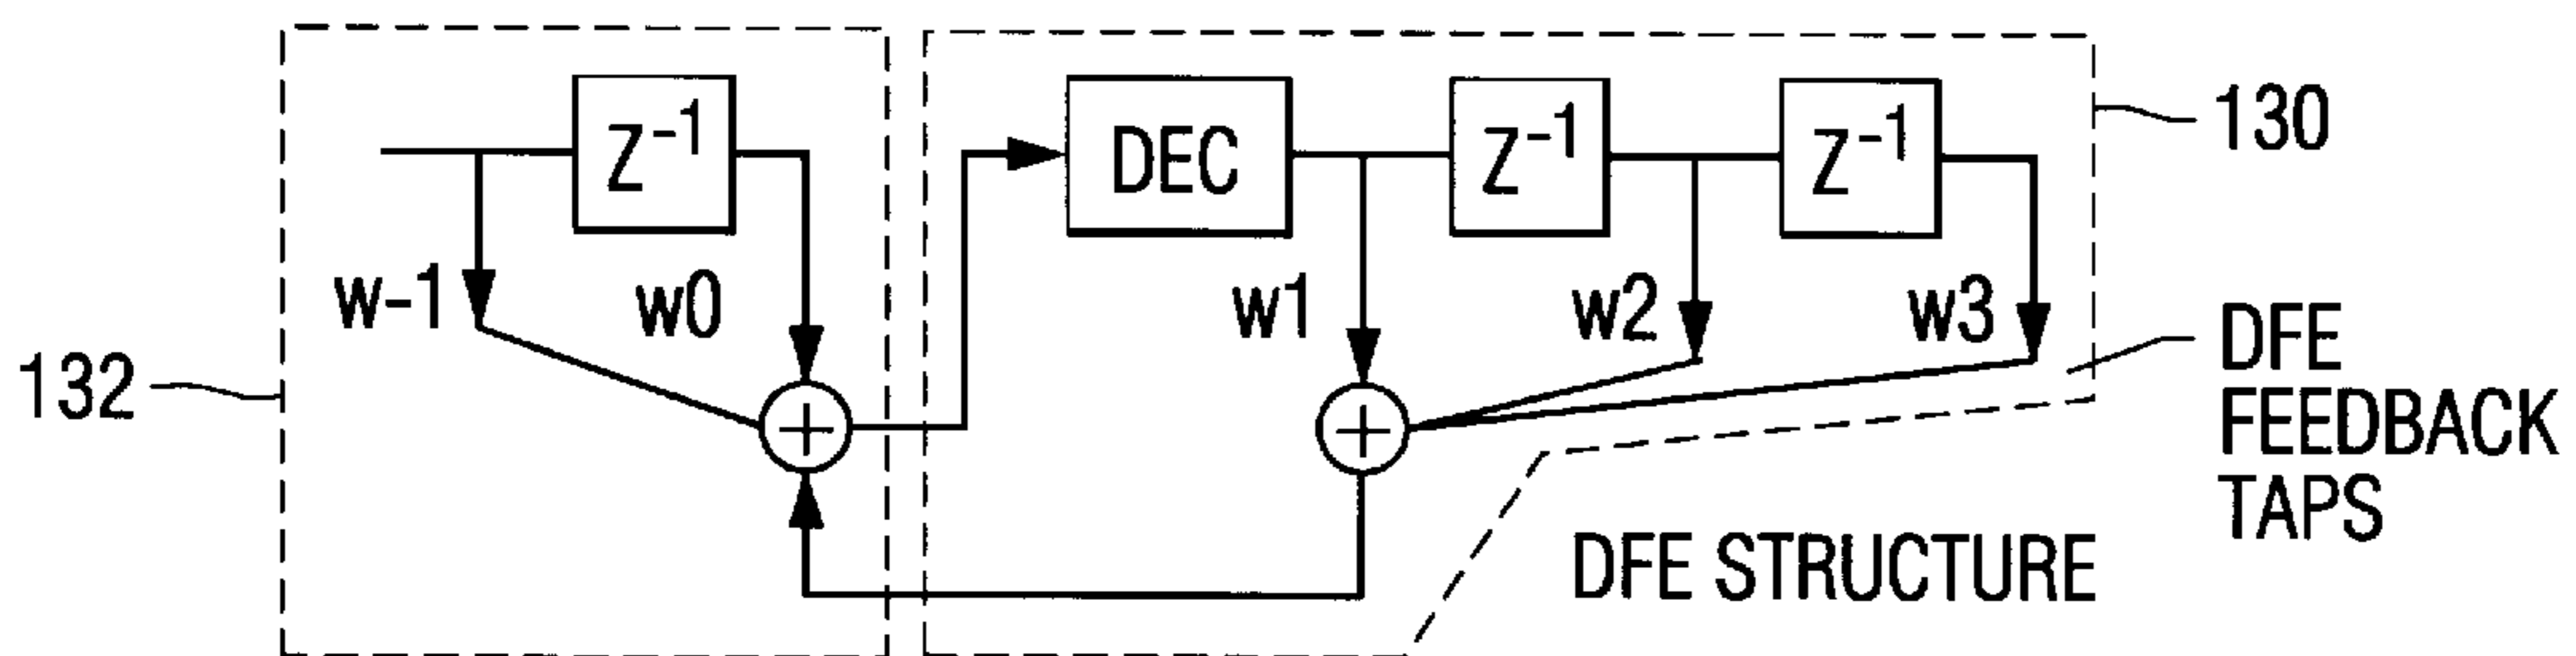 Z⁻¹
DEC
Z⁻¹
Z⁻¹
130
w-1
w0
w1
w2
w3
132
DFE
FEEDBACK
TAPS
+
+
DFE STRUCTURE